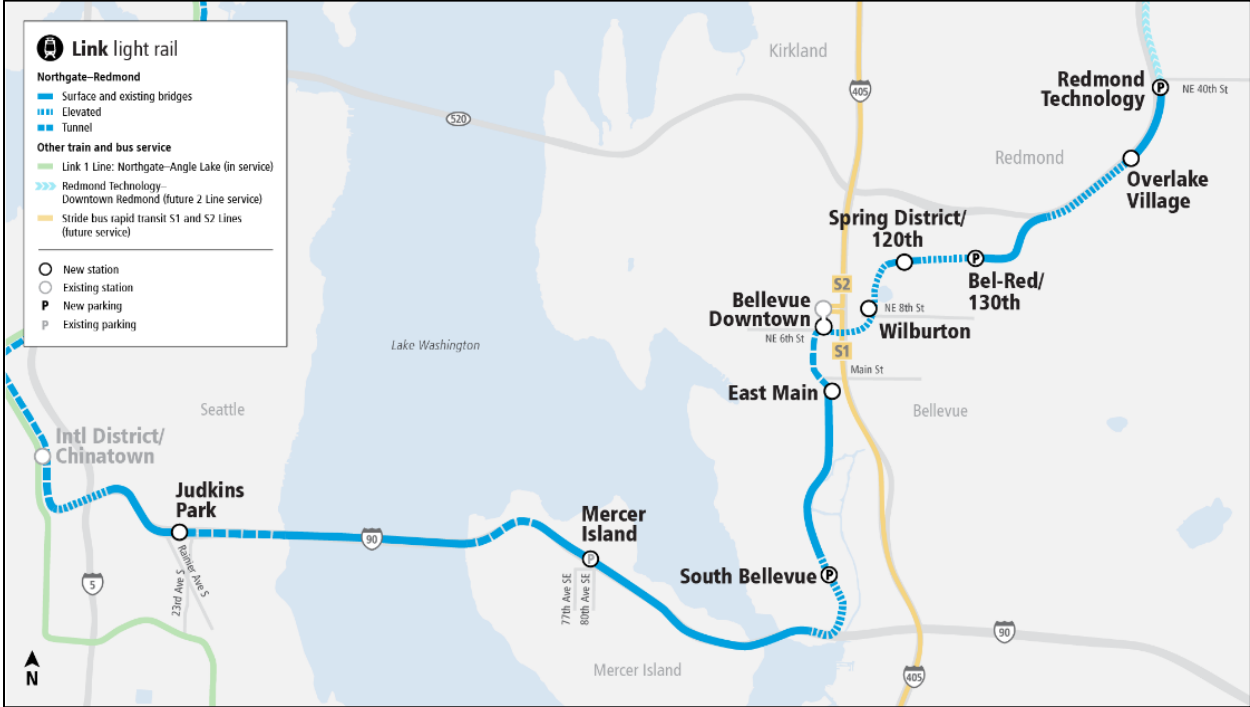 Link light rail
Northgate–Redmond
Surface and existing bridges
Elevated
Tunnel
Other train and bus service
Link 1 Line: Northgate–Angle Lake (in service)
Redmond Technology–
Downtown Redmond (future 2 Line service)
Stride bus rapid transit S1 and S2 Lines
(future service)
New station
Existing station
P New parking
P Existing parking
Kirkland
405
520
Redmond
Technology
P
NE 40th St
Redmond
Overlake
Village
Spring District/
120th
P
Bel-Red/
130th
S2
Bellevue
Downtown
NE 8th St
Wilburton
NE 6th St
S1
Lake Washington
Main St
East Main
Bellevue
Seattle
Intl District/
Chinatown
Judkins
Park
Rainier Ave S
23rd Ave S
5
90
Mercer
Island
P
77th Ave SE
80th Ave SE
South Bellevue
P
90
Mercer Island
405
N